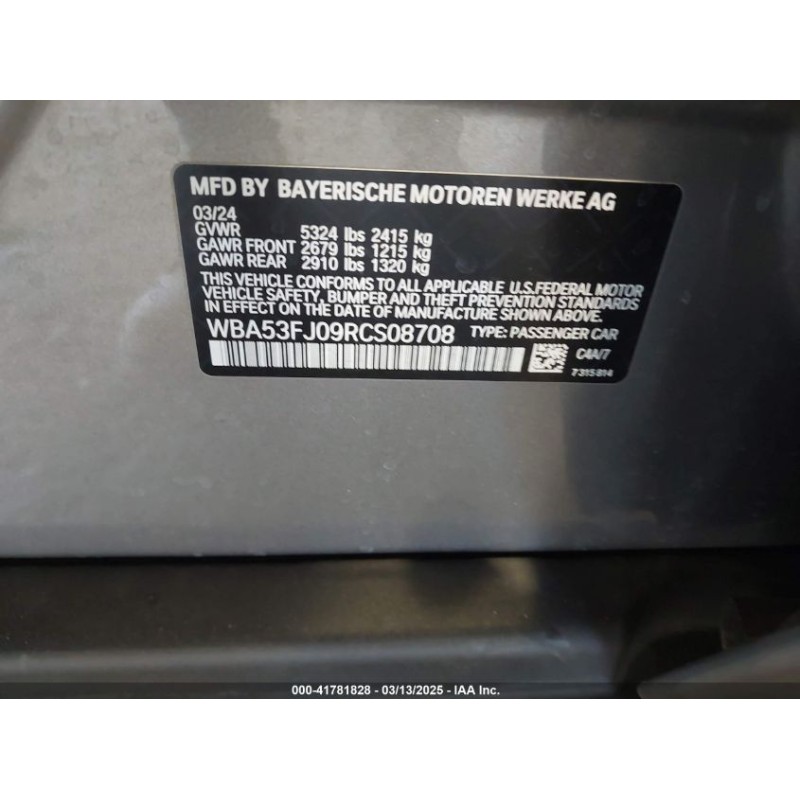 MFD BY BAYERISCHE MOTOREN WERKE AG
03/24
GVWR 5324 lbs 2415 kg
GAWR FRONT 2679 lbs 1215 kg
GAWR REAR 2910 lbs 1320 kg
THIS VEHICLE CONFORMS TO ALL APPLICABLE U.S.FEDERAL MOTOR
VEHICLE SAFETY, BUMPER AND THEFT PREVENTION STANDARDS
IN EFFECT ON THE DATE OF MANUFACTURE SHOWN ABOVE.
WBA53FJ09RCS08708 TYPE: PASSENGER CAR
C4A/7
7315814
000-41781828 - 03/13/2025 - IAA Inc.